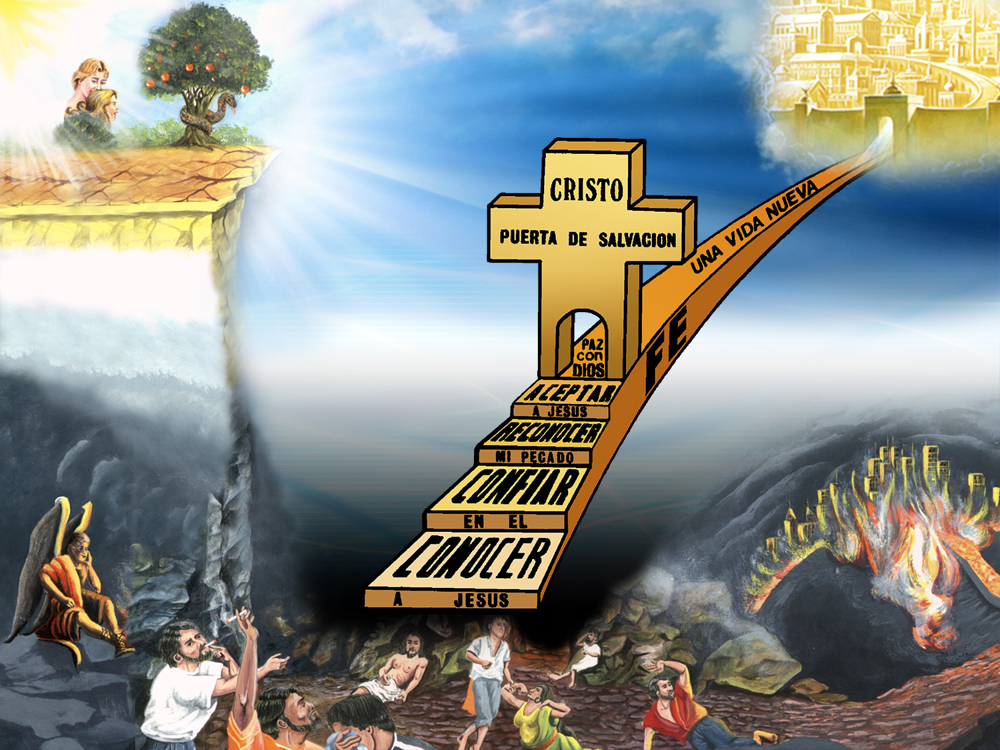 CRISTO
PUERTA DE SALVACION
UNA VIDA NUEVA
FE
PAZ
con
DIOS
ACEPTAR
A JESUS
RECONOCER
MI PECADO
CONFIAR
EN EL
CONOCER
A JESUS